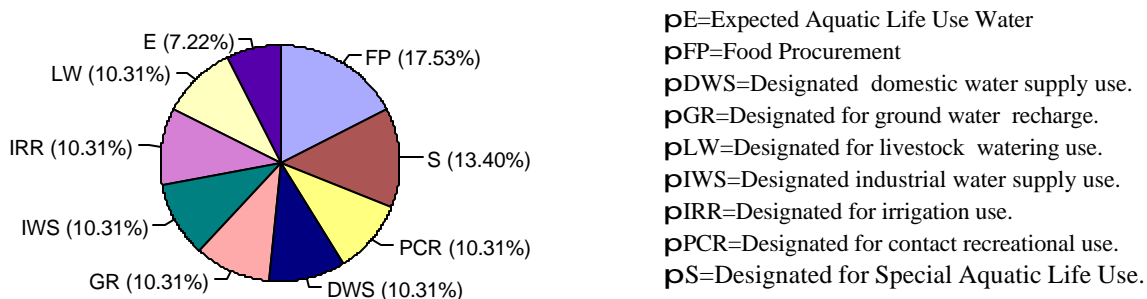 E (7.22%)
FP (17.53%)
LW (10.31%)
IRR (10.31%)
S (13.40%)
IWS (10.31%)
PCR (10.31%)
GR (10.31%)
DWS (10.31%)
pE=Expected Aquatic Life Use Water
pFP=Food Procurement
pDWS=Designated domestic water supply use.
pGR=Designated for ground water recharge.
pLW=Designated for livestock watering use.
pIWS=Designated industrial water supply use.
pIRR=Designated for irrigation use.
pPCR=Designated for contact recreational use.
pS=Designated for Special Aquatic Life Use.